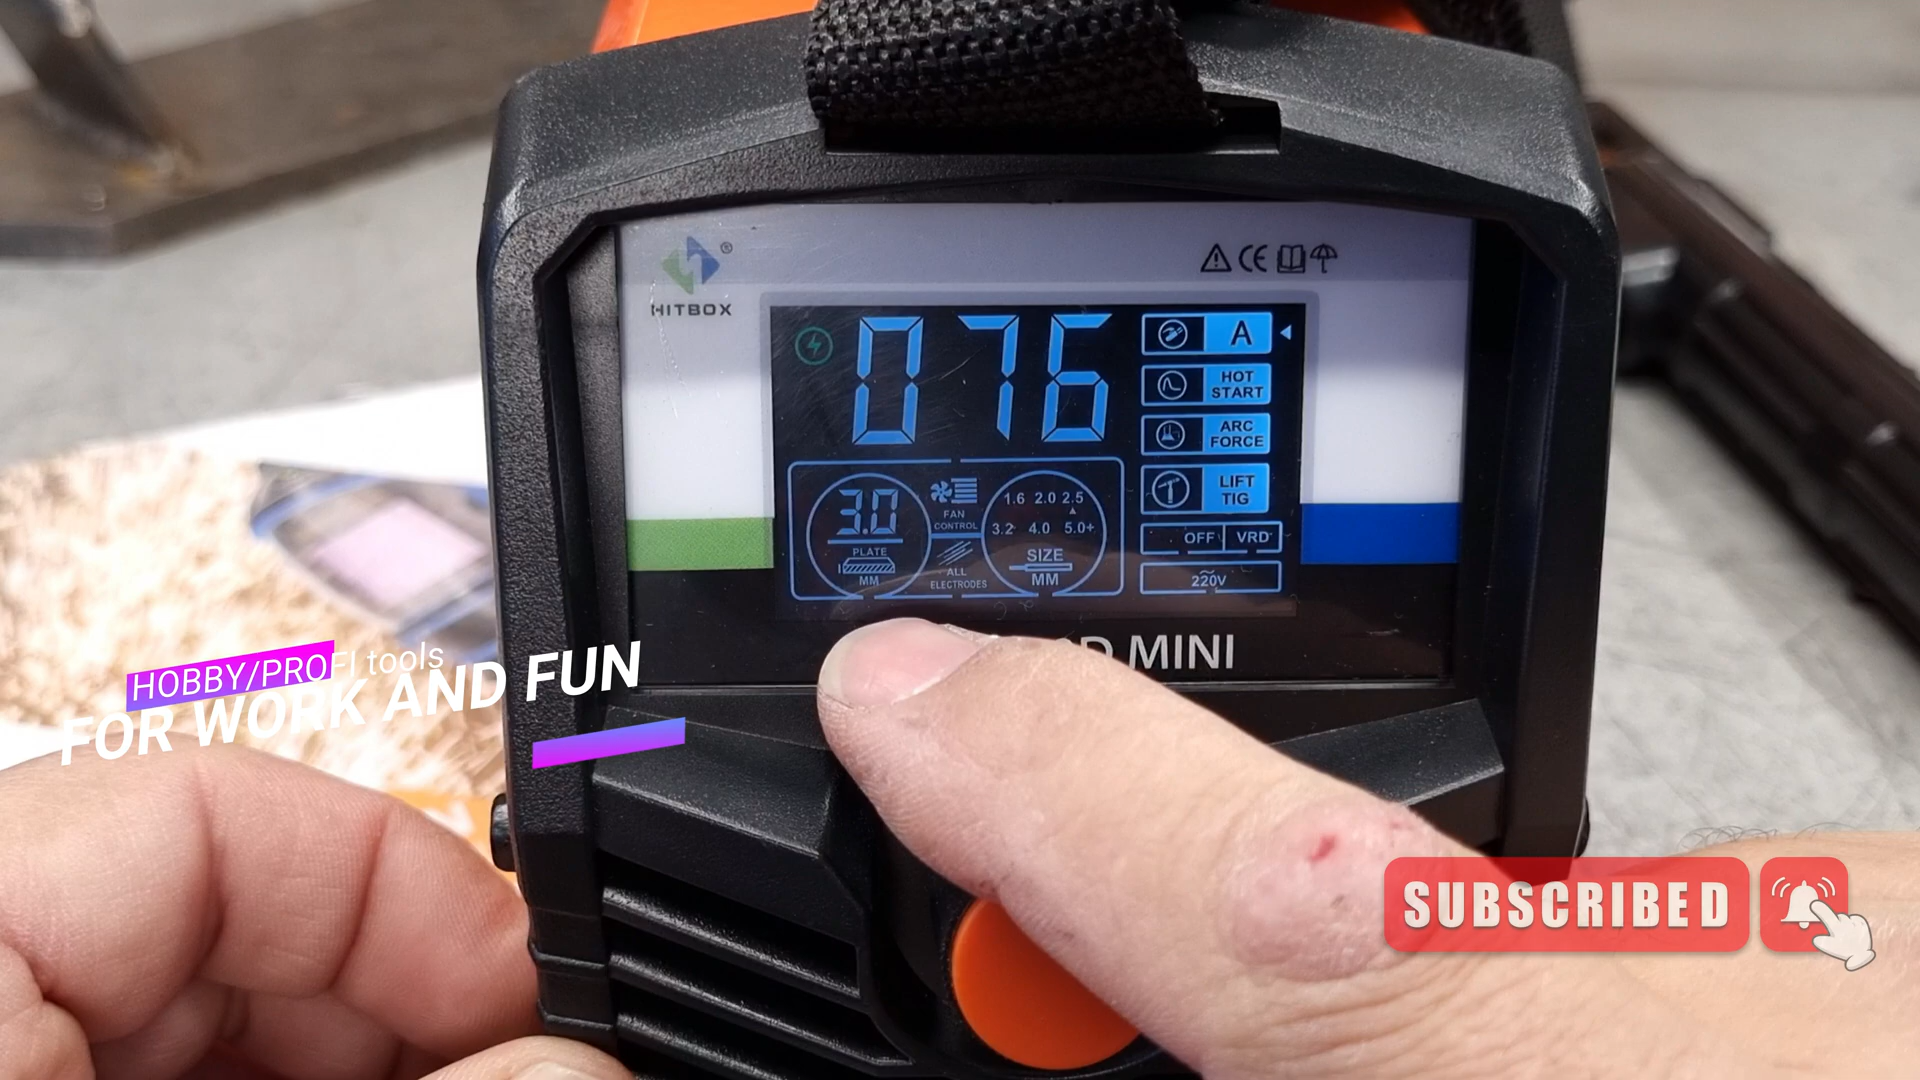 HITBOX
®
CE
076
A
HOT
START
ARC
FORCE
LIFT
TIG
OFF VRD
220V
3.0
PLATE
MM
FAN
CONTROL
ALL
ELECTRODES
1.6 2.0 2.5
3.2 4.0 5.0+
SIZE
MM
MINI
HOBBY/PROFI tools
FOR WORK AND FUN
SUBSCRIBED